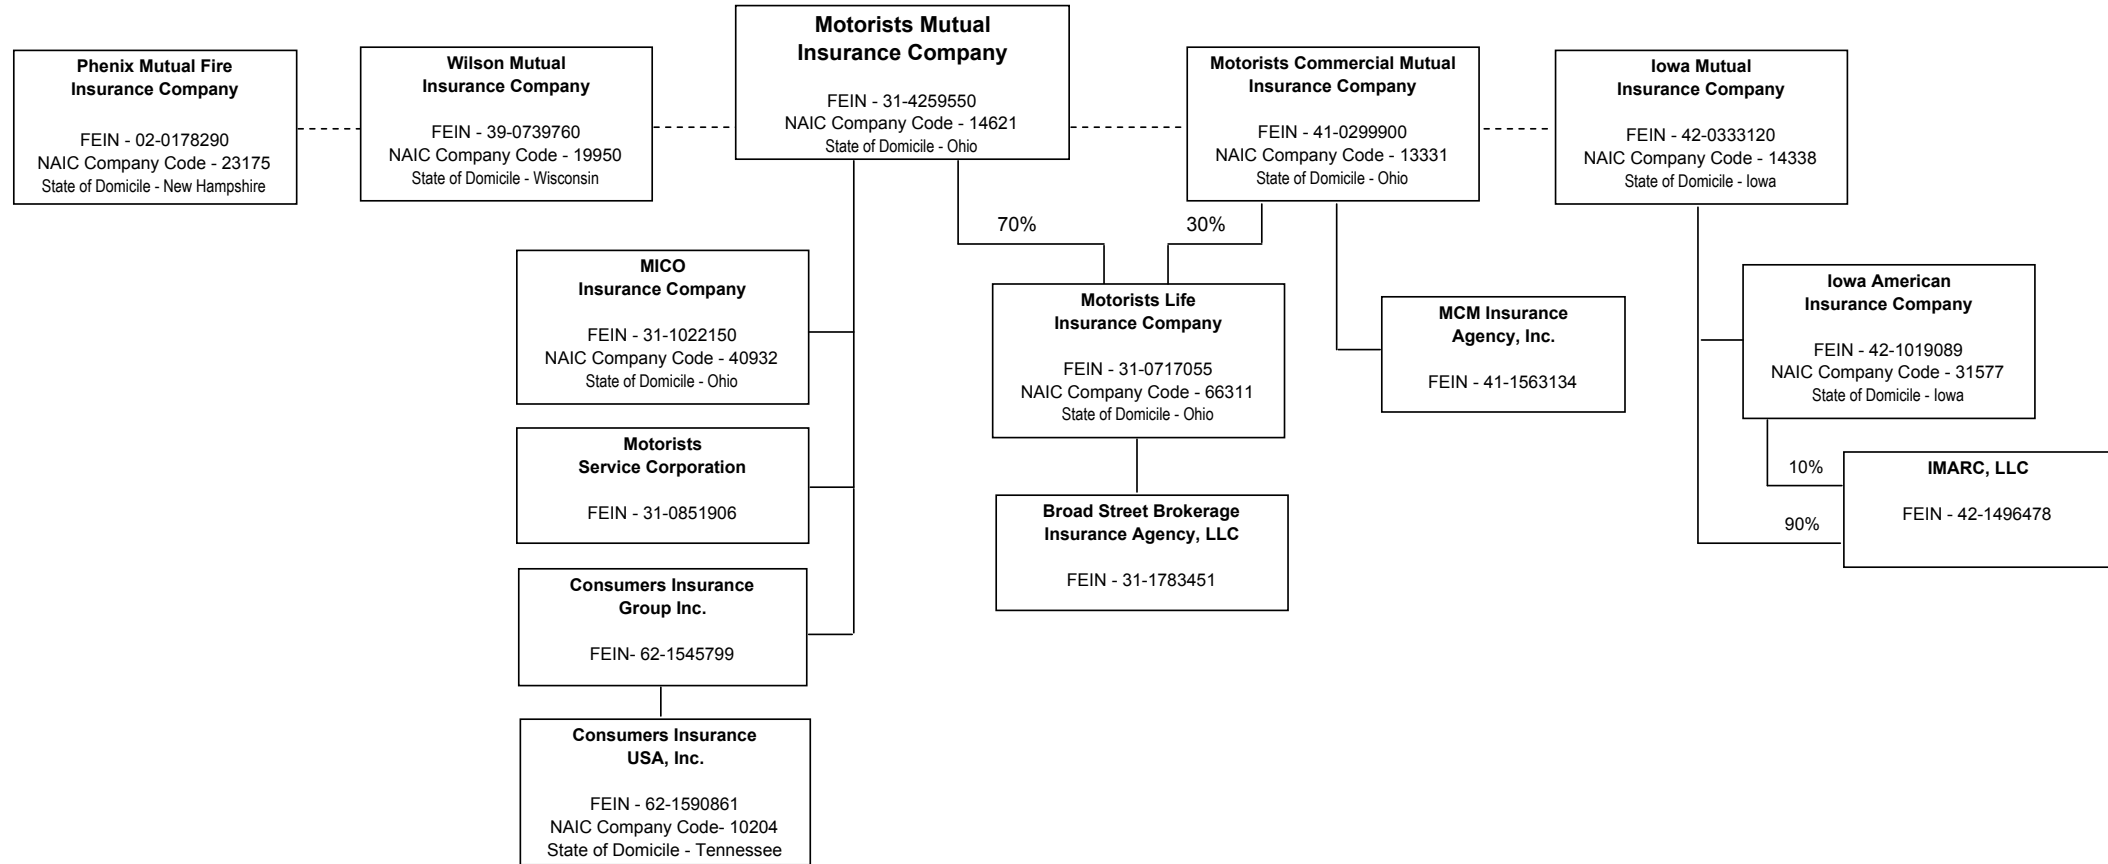 Motorists Mutual
Insurance Company
FEIN - 31-4259550
NAIC Company Code - 14621
State of Domicile - Ohio
Phenix Mutual Fire
Insurance Company
FEIN - 02-0178290
NAIC Company Code - 23175
State of Domicile - New Hampshire
Wilson Mutual
Insurance Company
FEIN - 39-0739760
NAIC Company Code - 19950
State of Domicile - Wisconsin
Motorists Commercial Mutual
Insurance Company
FEIN - 41-0299900
NAIC Company Code - 13331
State of Domicile - Ohio
Iowa Mutual
Insurance Company
FEIN - 42-0333120
NAIC Company Code - 14338
State of Domicile - Iowa
70%
30%
MICO
Insurance Company
FEIN - 31-1022150
NAIC Company Code - 40932
State of Domicile - Ohio
Motorists Life
Insurance Company
FEIN - 31-0717055
NAIC Company Code - 66311
State of Domicile - Ohio
MCM Insurance
Agency, Inc.
FEIN - 41-1563134
Iowa American
Insurance Company
FEIN - 42-1019089
NAIC Company Code - 31577
State of Domicile - Iowa
Motorists
Service Corporation
FEIN - 31-0851906
10%
IMARC, LLC
FEIN - 42-1496478
90%
Broad Street Brokerage
Insurance Agency, LLC
FEIN - 31-1783451
Consumers Insurance
Group Inc.
FEIN- 62-1545799
Consumers Insurance
USA, Inc.
FEIN - 62-1590861
NAIC Company Code- 10204
State of Domicile - Tennessee